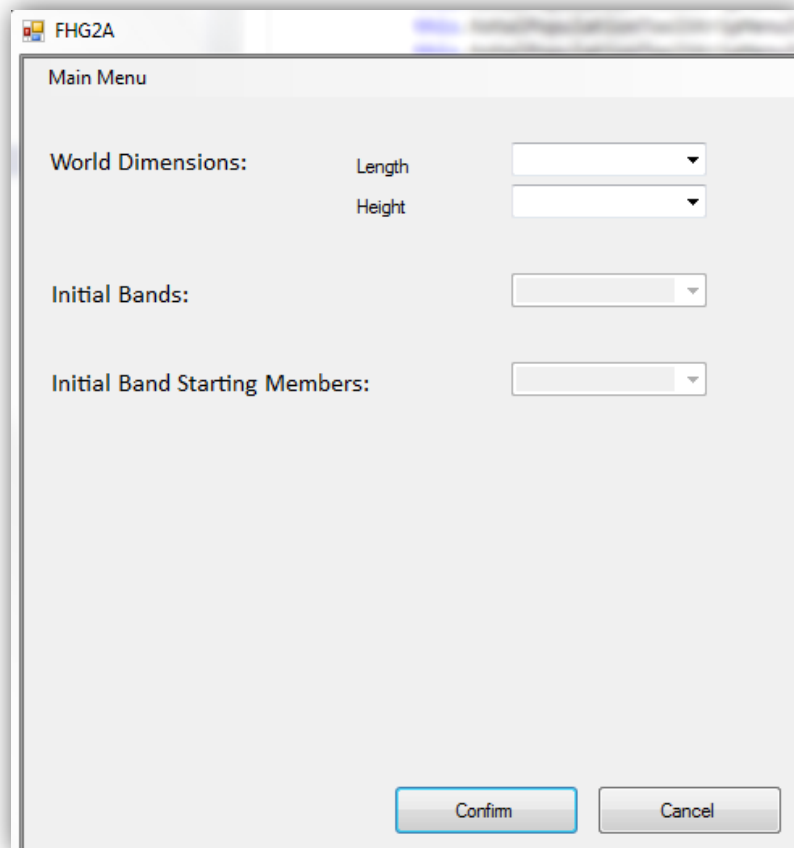 FHG2A
Main Menu
World Dimensions:
Length
Height
Initial Bands:
Initial Band Starting Members:
Confirm
Cancel